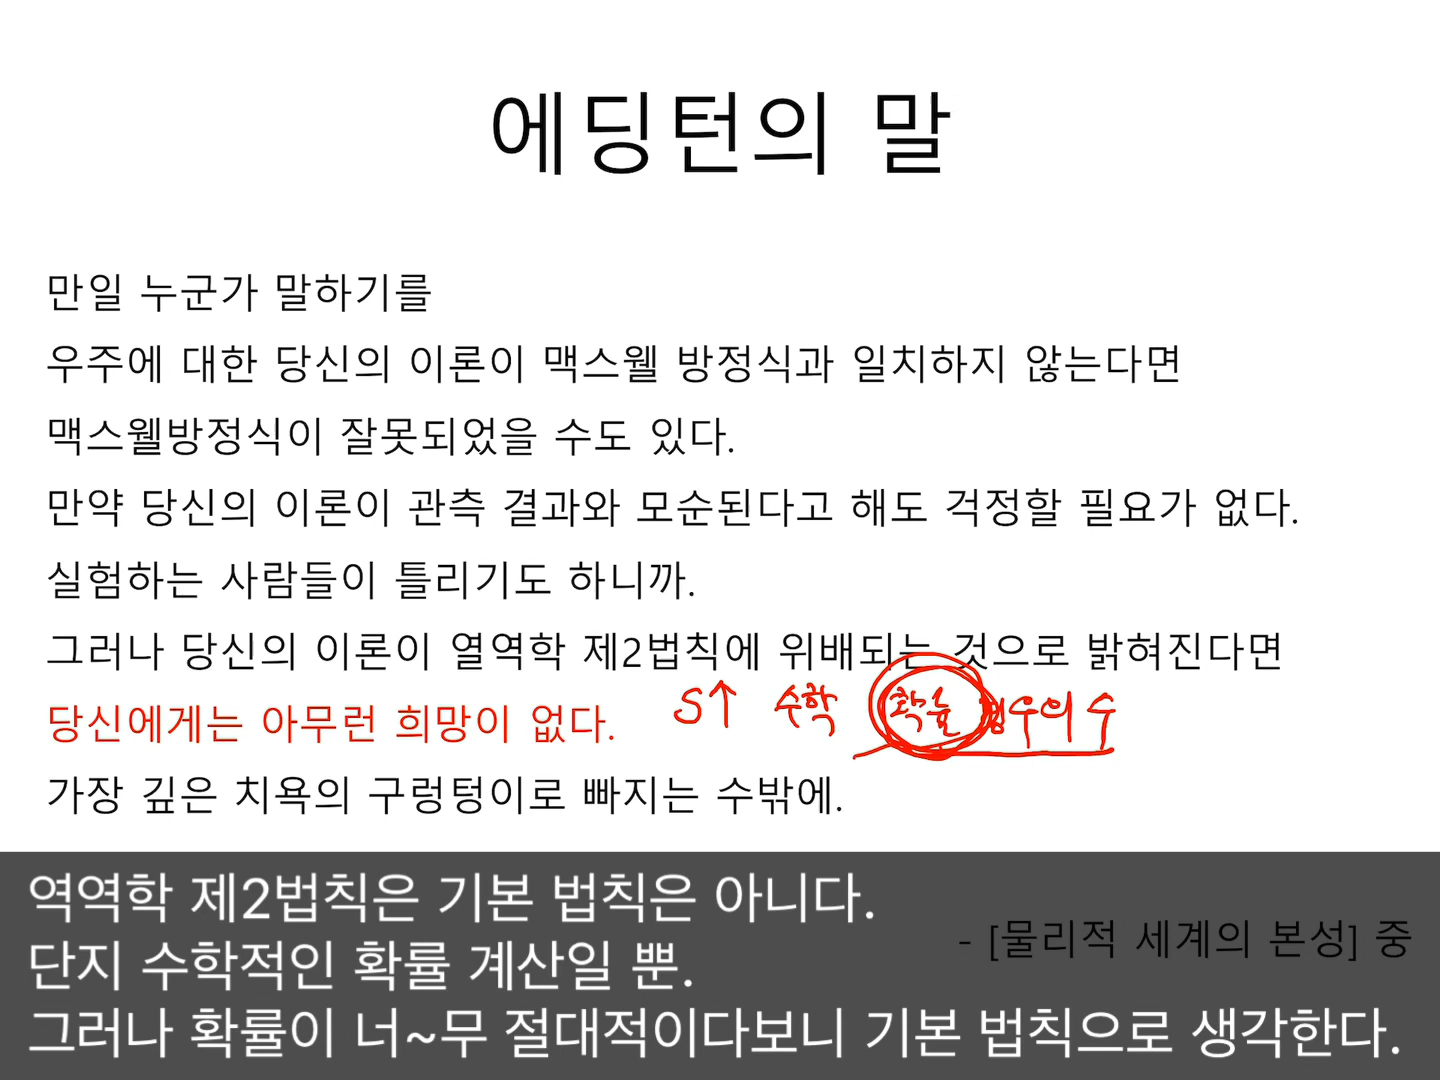 에딩턴의 말
만일 누군가 말하기를
우주에 대한 당신의 이론이 맥스웰 방정식과 일치하지 않는다면
맥스웰방정식이 잘못되었을 수도 있다.
만약 당신의 이론이 관측 결과와 모순된다고 해도 걱정할 필요가 없다.
실험하는 사람들이 틀리기도 하니까.
그러나 당신의 이론이 열역학 제2법칙에 위배되는 것으로 밝혀진다면
당신에게는 아무런 희망이 없다. S↑ 수학 확률 경우의 수
가장 깊은 치욕의 구렁텅이로 빠지는 수밖에.
- [물리적 세계의 본성] 중
역역학 제2법칙은 기본 법칙은 아니다.
단지 수학적인 확률 계산일 뿐.
그러나 확률이 너~무 절대적이다보니 기본 법칙으로 생각한다.